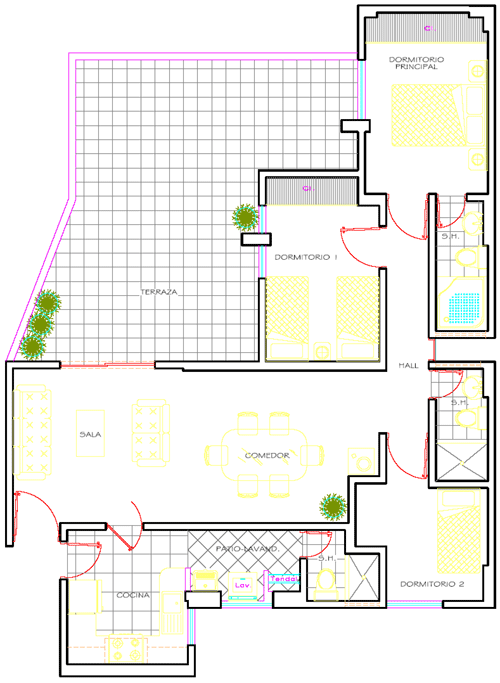 CL.
DORMITORIO
PRINCIPAL
CL.
S.H.
DORMITORIO 1
TERRAZA
HALL
S.H.
SALA
COMEDOR
PATIO-LAVAND.
S.H.
Lav
Tendal
DORMITORIO 2
COCINA